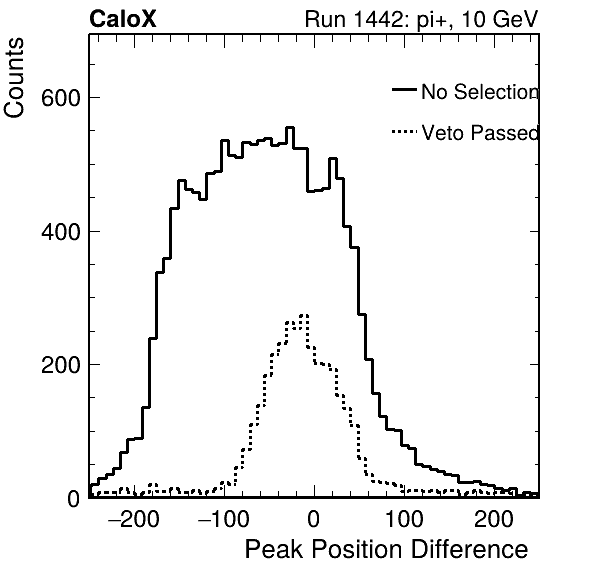 CaloX Run 1442: pi+, 10 GeV
Counts
600
No Selection
Veto Passed
400
200
0
−200 −100 0 100 200
Peak Position Difference